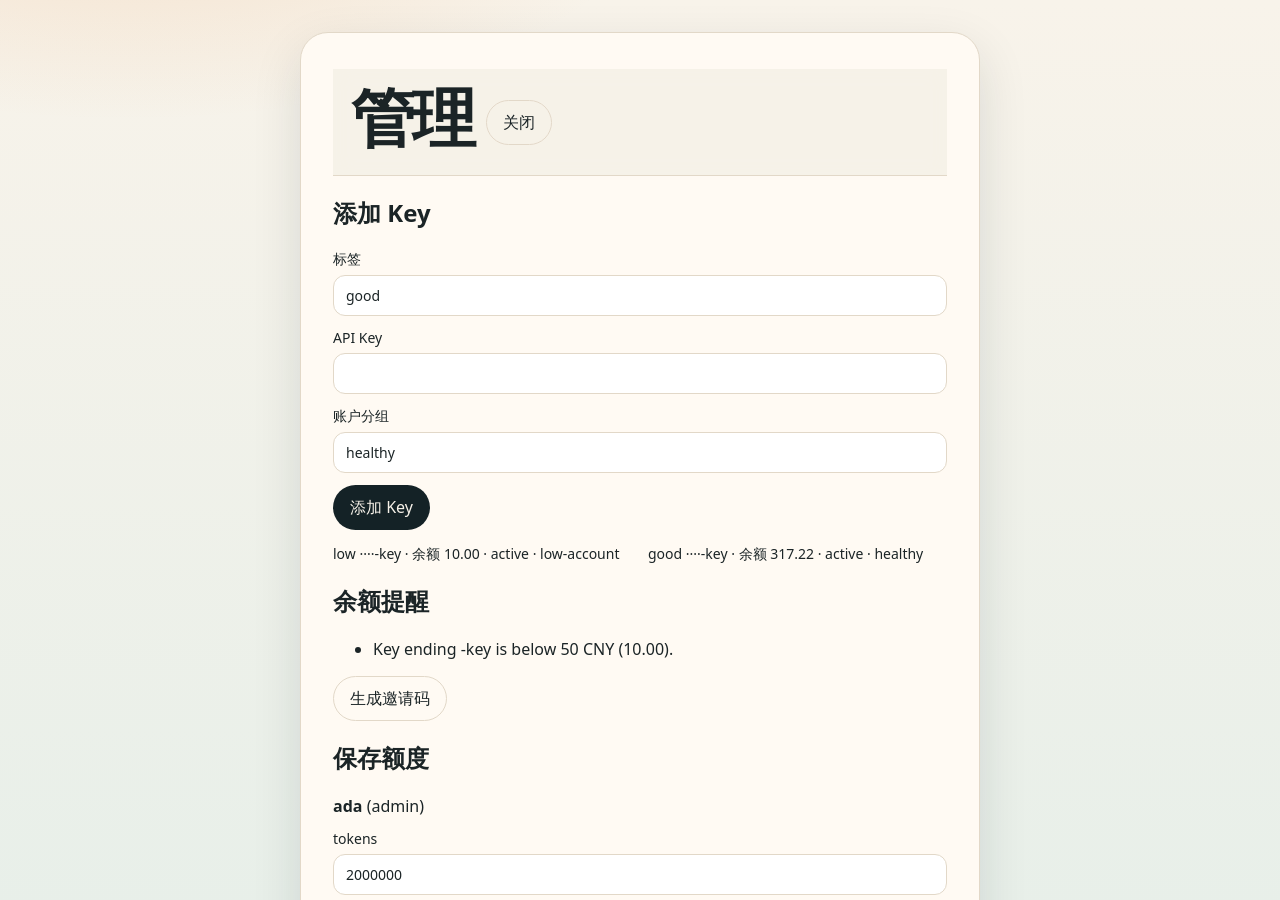 管理 关闭
添加 Key
标签
good
API Key
账户分组
healthy
添加 Key
low ····-key · 余额 10.00 · active · low-account good ····-key · 余额 317.22 · active · healthy
余额提醒
• Key ending -key is below 50 CNY (10.00).
生成邀请码
保存额度
ada (admin)
tokens
2000000